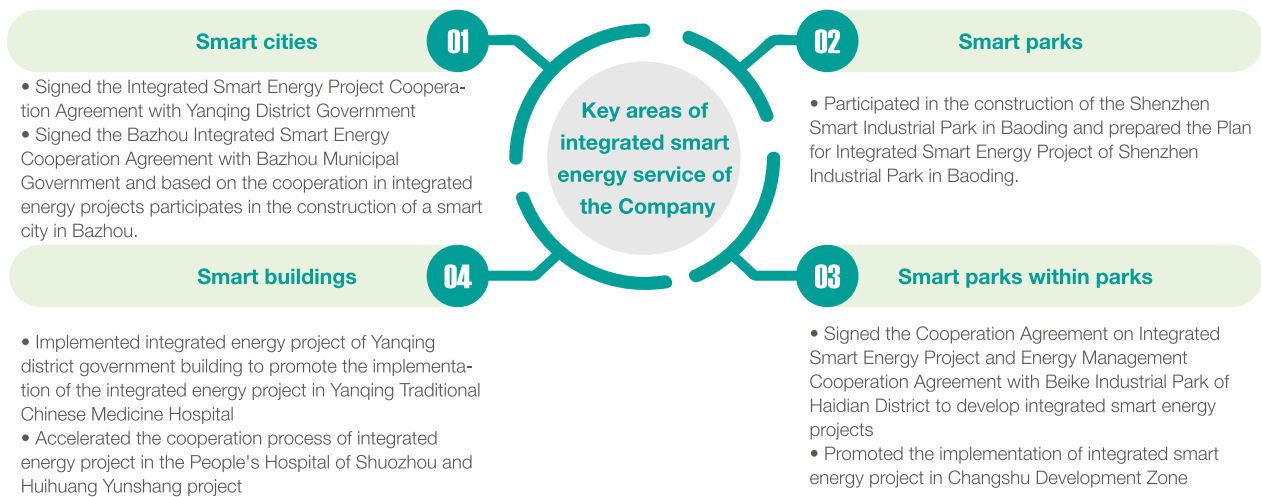 Smart cities
01
• Signed the Integrated Smart Energy Project Coopera-
tion Agreement with Yanqing District Government
• Signed the Bazhou Integrated Smart Energy
Cooperation Agreement with Bazhou Municipal
Government and based on the cooperation in integrated
energy projects participates in the construction of a smart
city in Bazhou.
Key areas of
integrated smart
energy service of
the Company
02
Smart parks
• Participated in the construction of the Shenzhen
Smart Industrial Park in Baoding and prepared the Plan
for Integrated Smart Energy Project of Shenzhen
Industrial Park in Baoding.
03
Smart parks within parks
• Signed the Cooperation Agreement on Integrated
Smart Energy Project and Energy Management
Cooperation Agreement with Beike Industrial Park of
Haidian District to develop integrated smart energy
projects
• Promoted the implementation of integrated smart
energy project in Changshu Development Zone
Smart buildings
04
• Implemented integrated energy project of Yanqing
district government building to promote the implementa-
tion of the integrated energy project in Yanqing Traditional
Chinese Medicine Hospital
• Accelerated the cooperation process of integrated
energy project in the People's Hospital of Shuozhou and
Huihuang Yunshang project